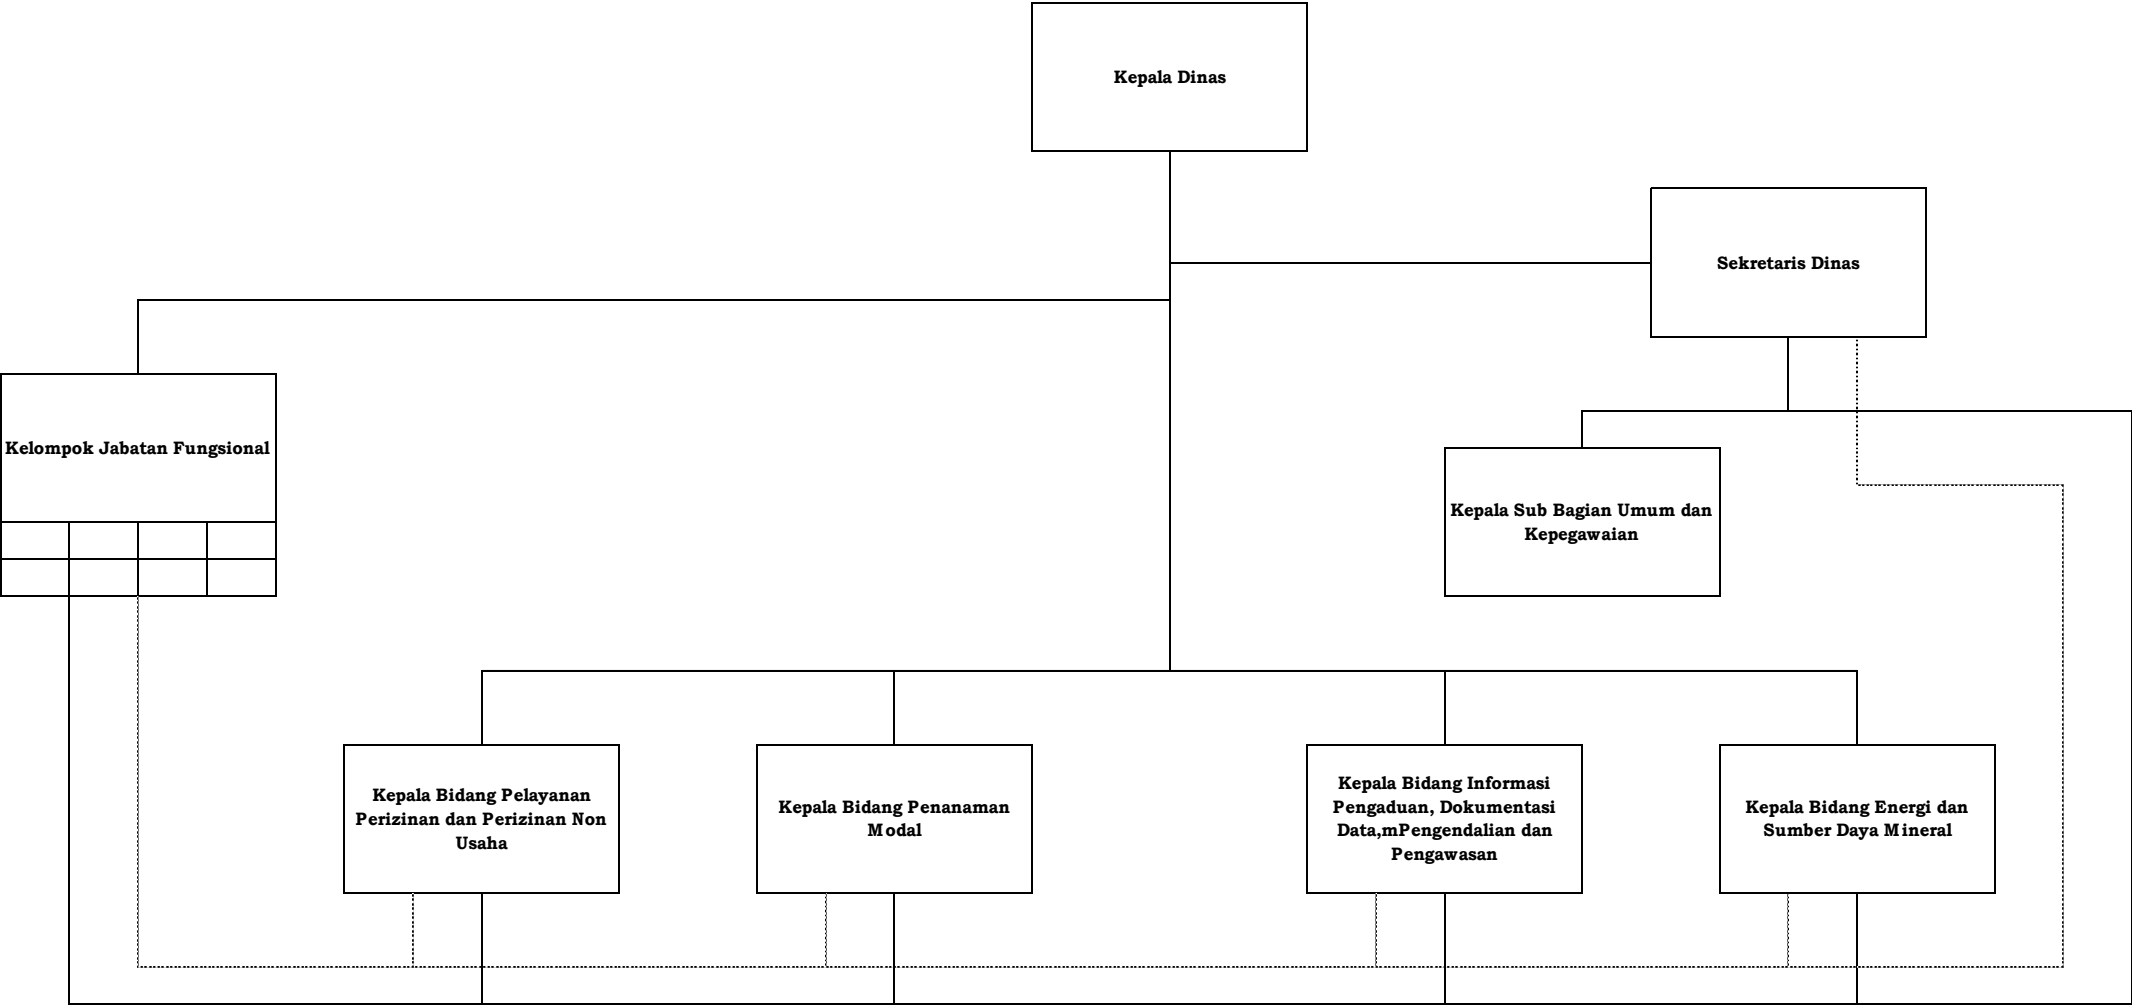 Kepala Dinas
Sekretaris Dinas
Kelompok Jabatan Fungsional
Kepala Sub Bagian Umum dan
Kepegawaian
Kepala Bidang Pelayanan
Perizinan dan Perizinan Non
Usaha
Kepala Bidang Penanaman
Modal
Kepala Bidang Informasi
Pengaduan, Dokumentasi
Data,mPengendalian dan
Pengawasan
Kepala Bidang Energi dan
Sumber Daya Mineral